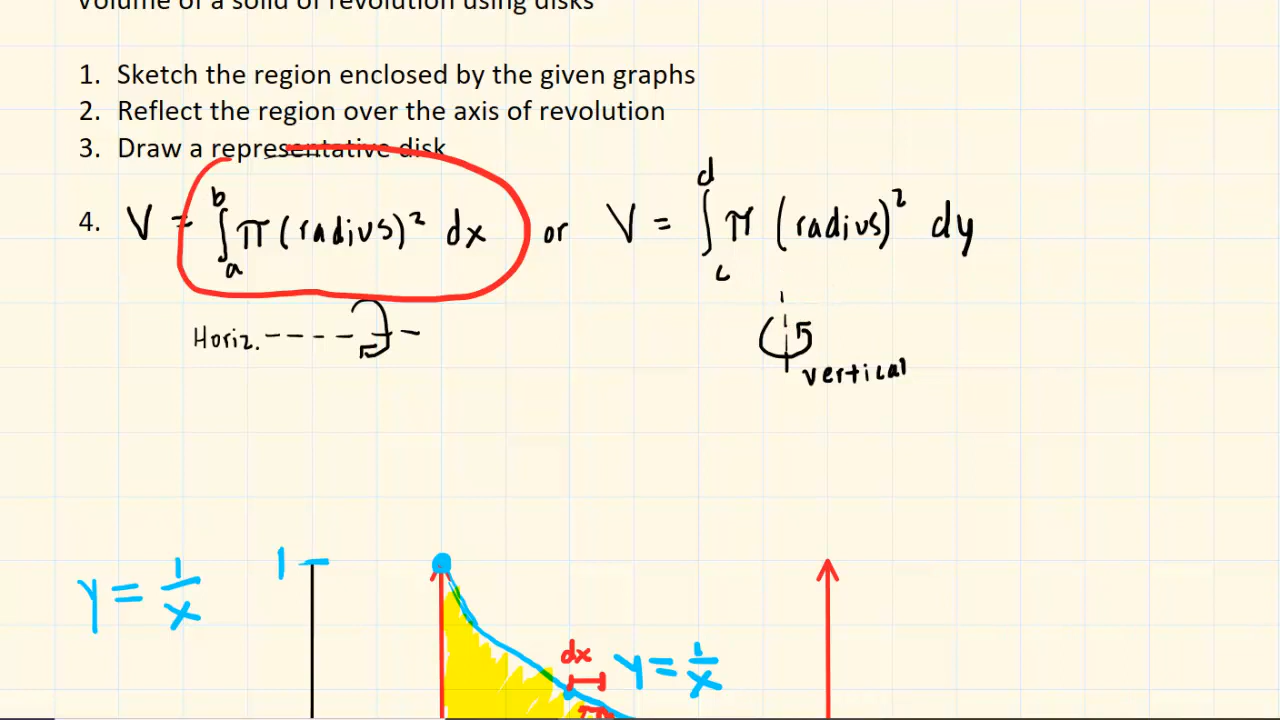 Volume of a solid of revolution using disks
1. Sketch the region enclosed by the given graphs
2. Reflect the region over the axis of revolution
3. Draw a representative disk
4. V = ∫_a^b π (radius)² dx or V = ∫_c^d π (radius)² dy
Horiz.
vertical
y = 1/x
1
dx
y = 1/x